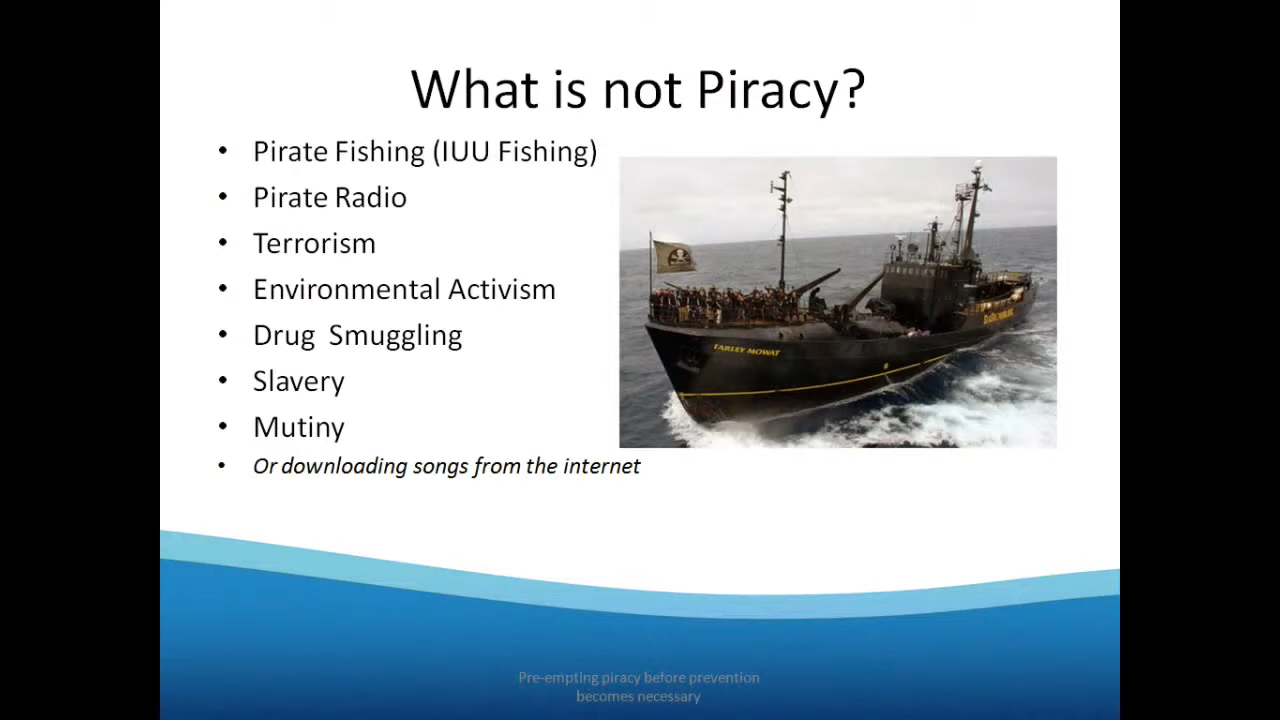 What is not Piracy?
Pirate Fishing (IUU Fishing)
Pirate Radio
Terrorism
Environmental Activism
Drug  Smuggling
Slavery
Mutiny
Or downloading songs from the internet
FARLEY MOWAT
Pre-empting piracy before prevention
becomes necessary